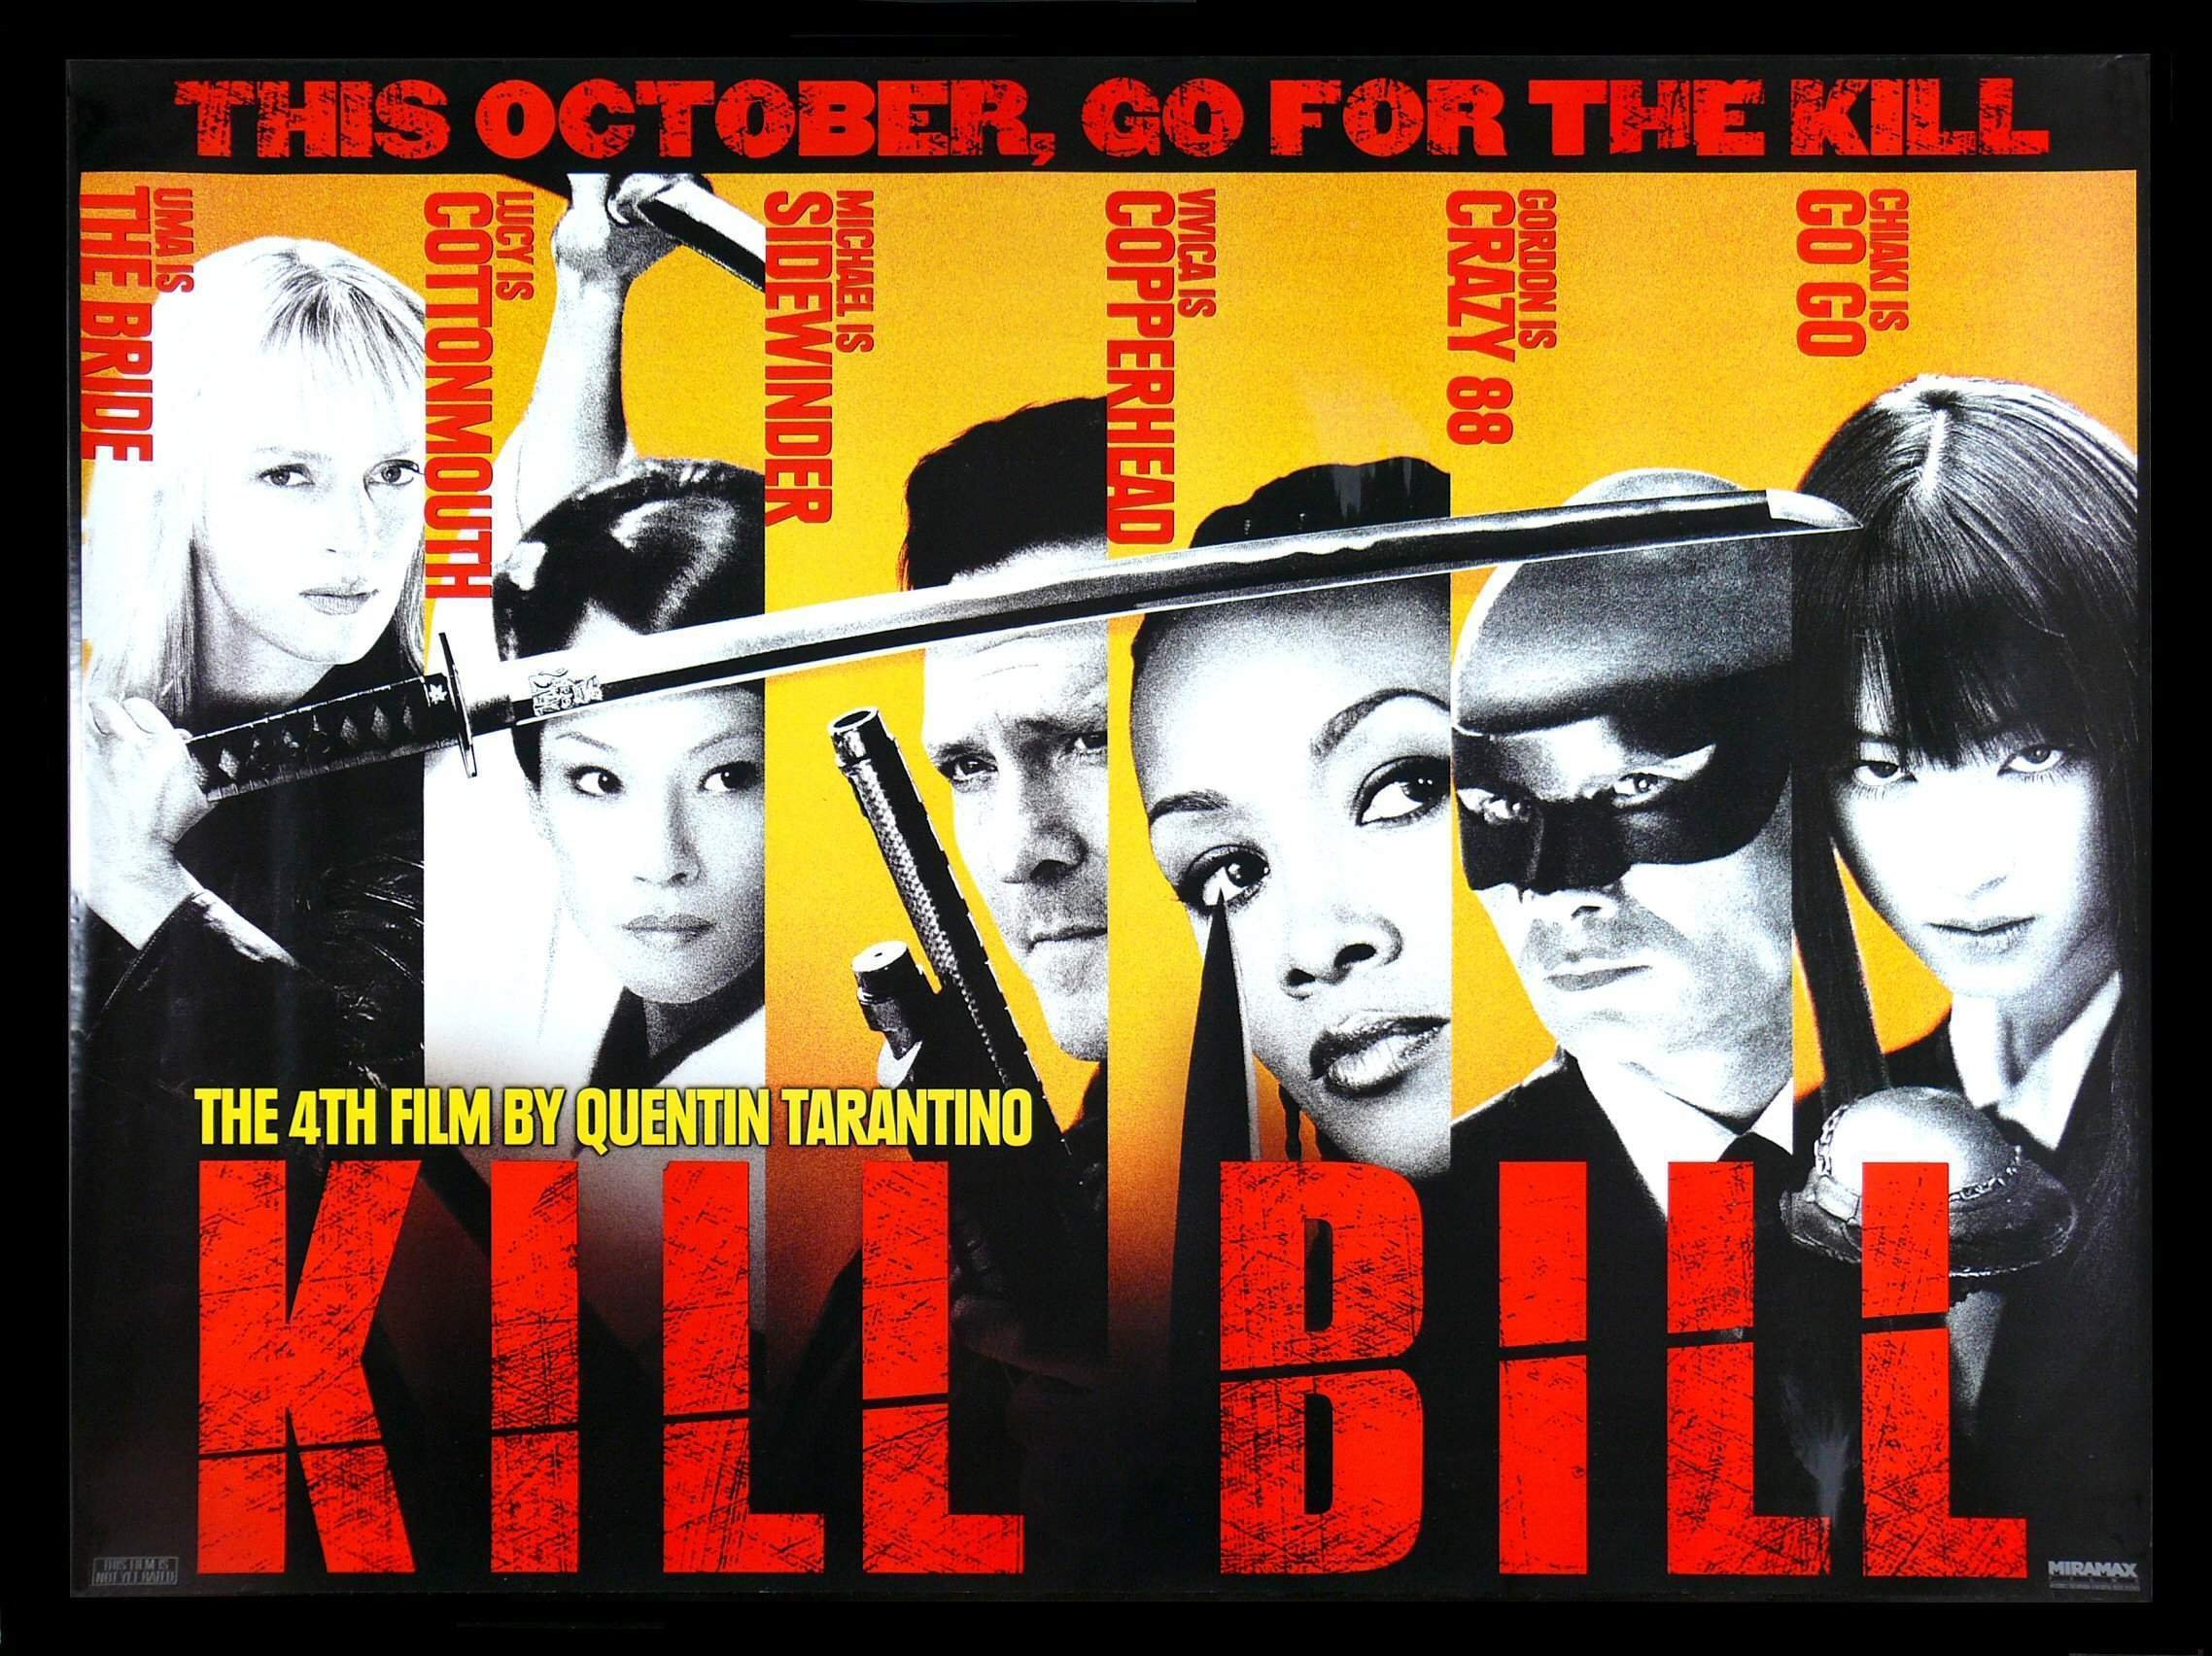 THIS OCTOBER, GO FOR THE KILL
UMA IS
THE BRIDE
LUCY IS
COTTONMOUTH
MICHAEL IS
SIDEWINDER
VIVICA IS
COPPERHEAD
GORDON IS
CRAZY 88
CHIAKI IS
GO GO
THE 4TH FILM BY QUENTIN TARANTINO
KILL BILL
THIS FILM IS
NOT YET RATED
MIRAMAX